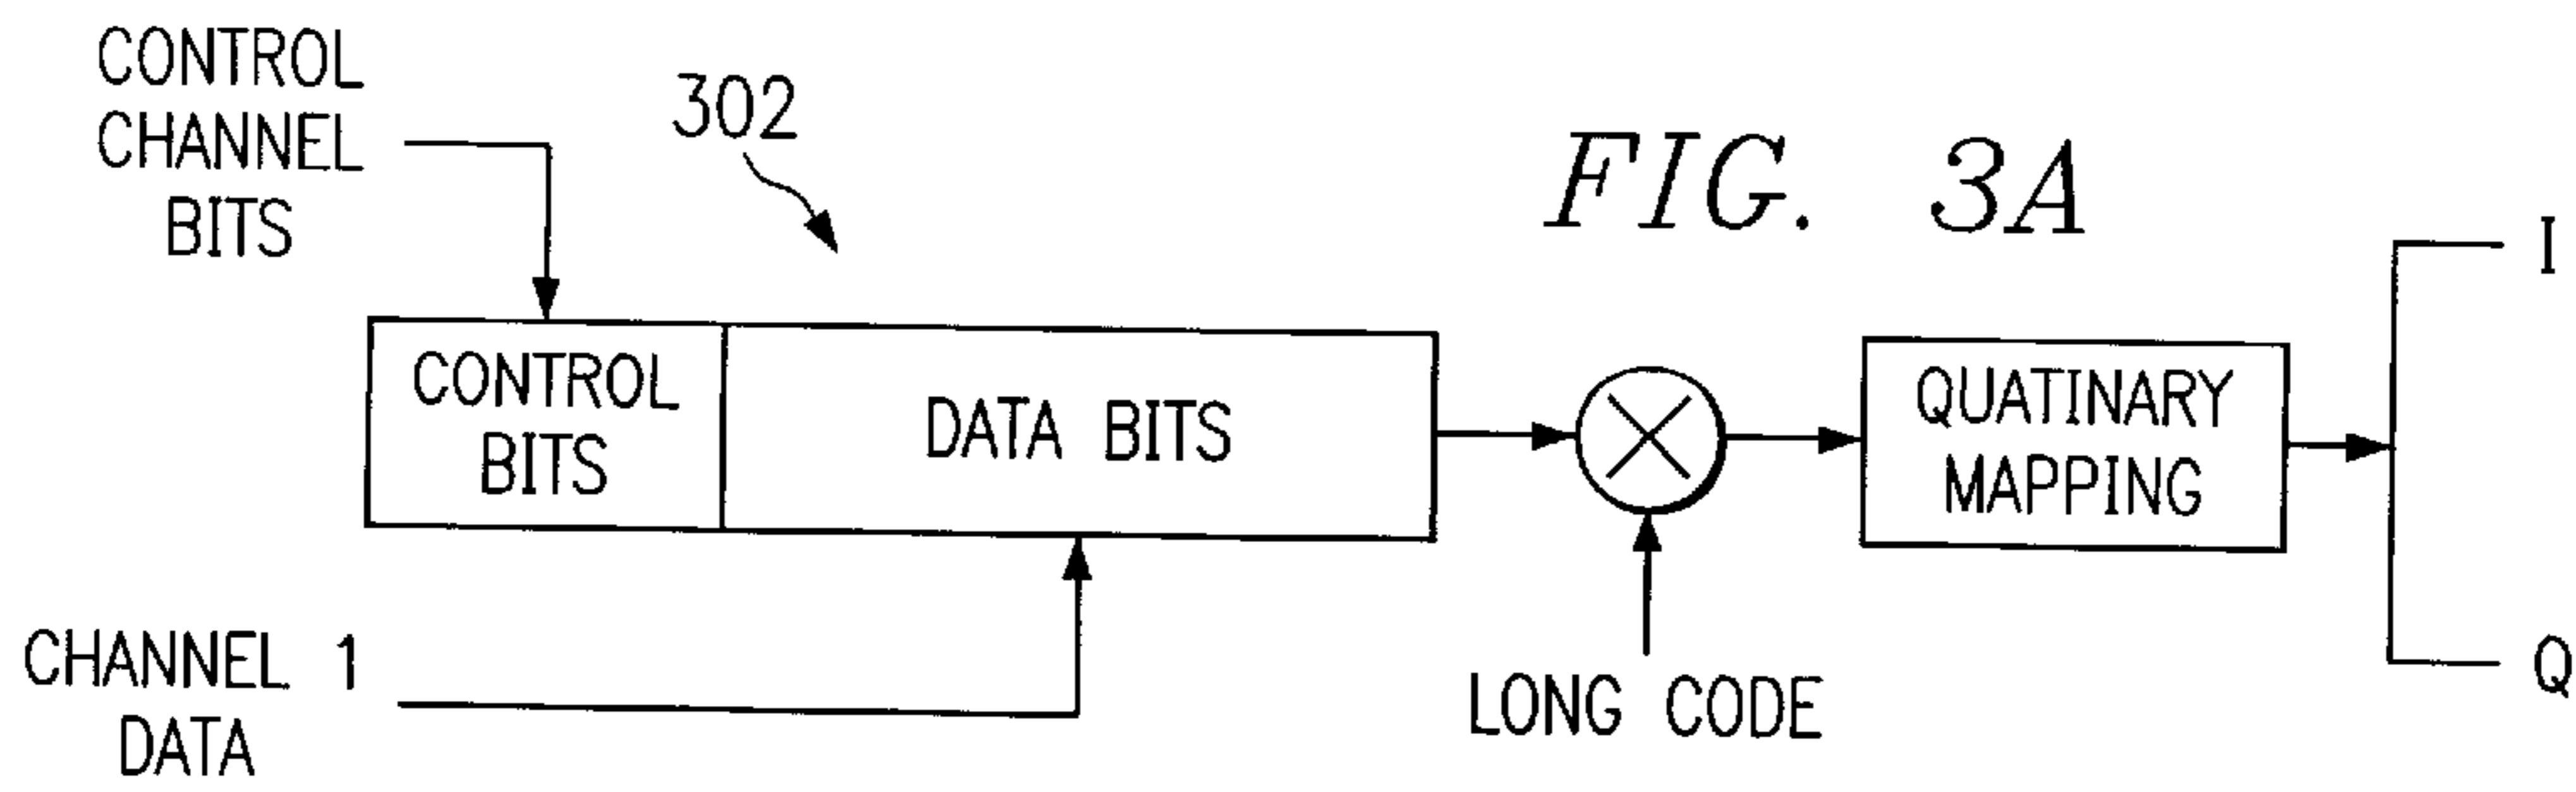 CONTROL
CHANNEL
BITS
302
FIG. 3A
I
CONTROL
BITS
DATA BITS
QUATINARY
MAPPING
CHANNEL 1
DATA
LONG CODE
Q